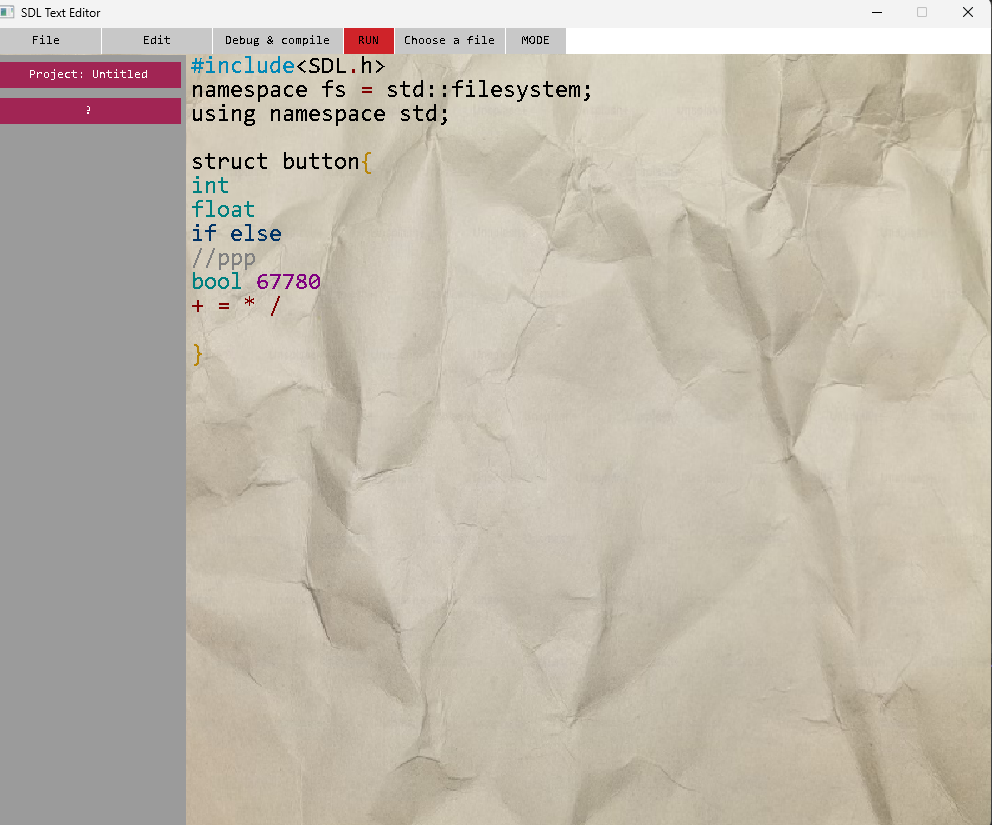 SDL Text Editor
File Edit Debug & compile RUN Choose a file MODE
Project: Untitled
?
#include<SDL.h>
namespace fs = std::filesystem;
using namespace std;
struct button{
int
float
if else
//ppp
bool 67780
+ = * /
}